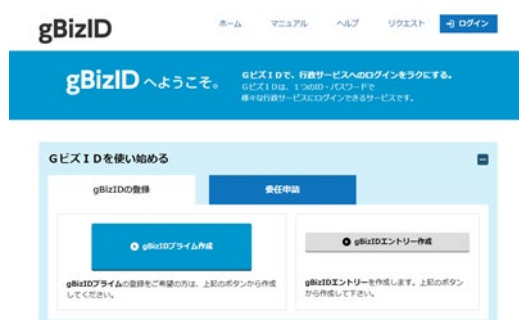 gBizID
ホーム マニュアル ヘルプ リクエスト ログイン
gBizID へようこそ。
GビズIDで、行政サービスへのログインをラクにする。
GビズIDは、1つのID・パスワードで
様々な行政サービスにログインできるサービスです。
GビズIDを使い始める
gBizIDの登録 委任申請
gBizIDプライム作成
gBizIDプライムの登録をご希望の方は、上記のボタンから作成
してください。
gBizIDエントリー作成
gBizIDエントリーを作成します。上記のボタン
から作成して下さい。